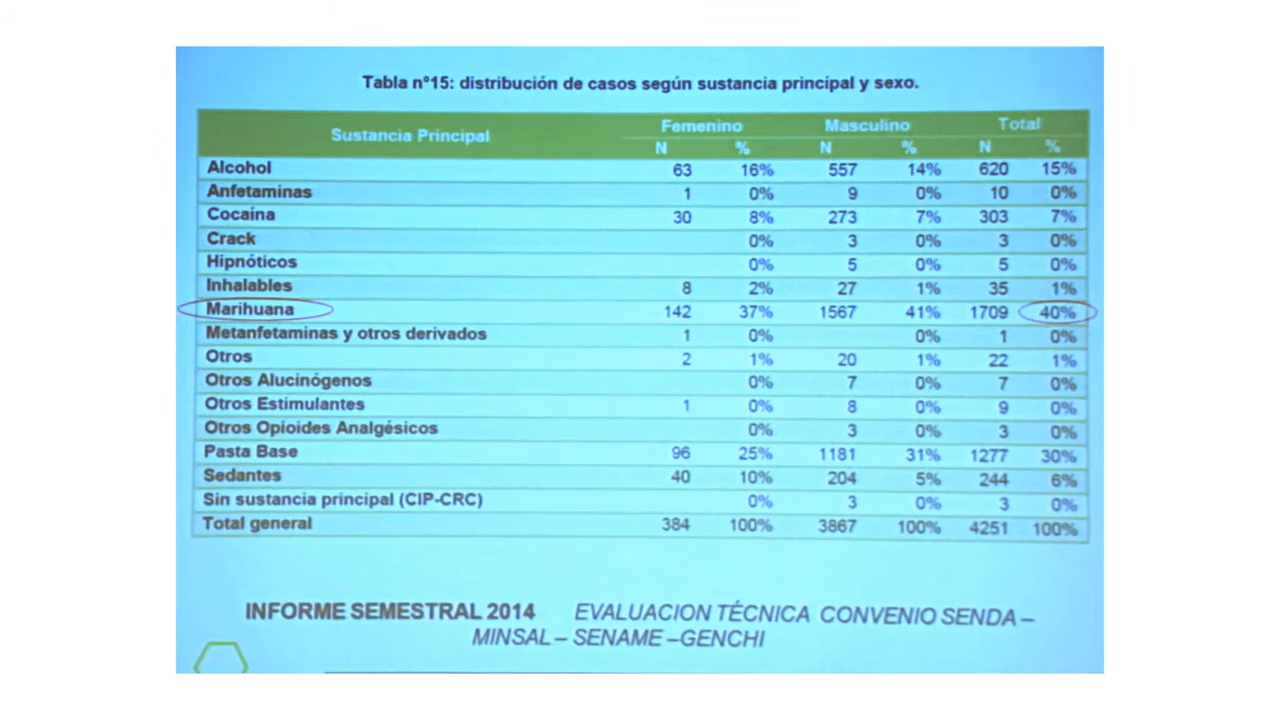 Tabla n°15: distribución de casos según sustancia principal y sexo.
Sustancia Principal Femenino Masculino Total
N % N % N %
Alcohol 63 16% 557 14% 620 15%
Anfetaminas 1 0% 9 0% 10 0%
Cocaína 30 8% 273 7% 303 7%
Crack 0% 3 0% 3 0%
Hipnóticos 0% 5 0% 5 0%
Inhalables 8 2% 27 1% 35 1%
Marihuana 142 37% 1567 41% 1709 40%
Metanfetaminas y otros derivados 1 0% 0% 1 0%
Otros 2 1% 20 1% 22 1%
Otros Alucinógenos 0% 7 0% 7 0%
Otros Estimulantes 1 0% 8 0% 9 0%
Otros Opioides Analgésicos 0% 3 0% 3 0%
Pasta Base 96 25% 1181 31% 1277 30%
Sedantes 40 10% 204 5% 244 6%
Sin sustancia principal (CIP-CRC) 0% 3 0% 3 0%
Total general 384 100% 3867 100% 4251 100%
INFORME SEMESTRAL 2014 EVALUACION TÉCNICA CONVENIO SENDA –
MINSAL – SENAME –GENCHI